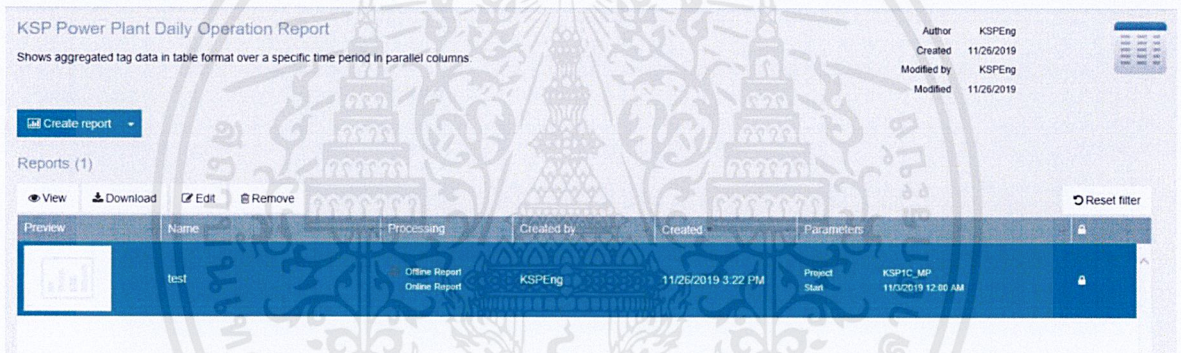 KSP Power Plant Daily Operation Report
Shows aggregated tag data in table format over a specific time period in parallel columns.
Author KSPEng
Created 11/26/2019
Modified by KSPEng
Modified 11/26/2019
Create report
Reports (1)
View Download Edit Remove Reset filter
Preview Name Processing Created by Created Parameters
test Offline Report KSPEng 11/26/2019 3:22 PM Project KSP1C_MP
Online Report Start 11/3/2019 12:00 AM